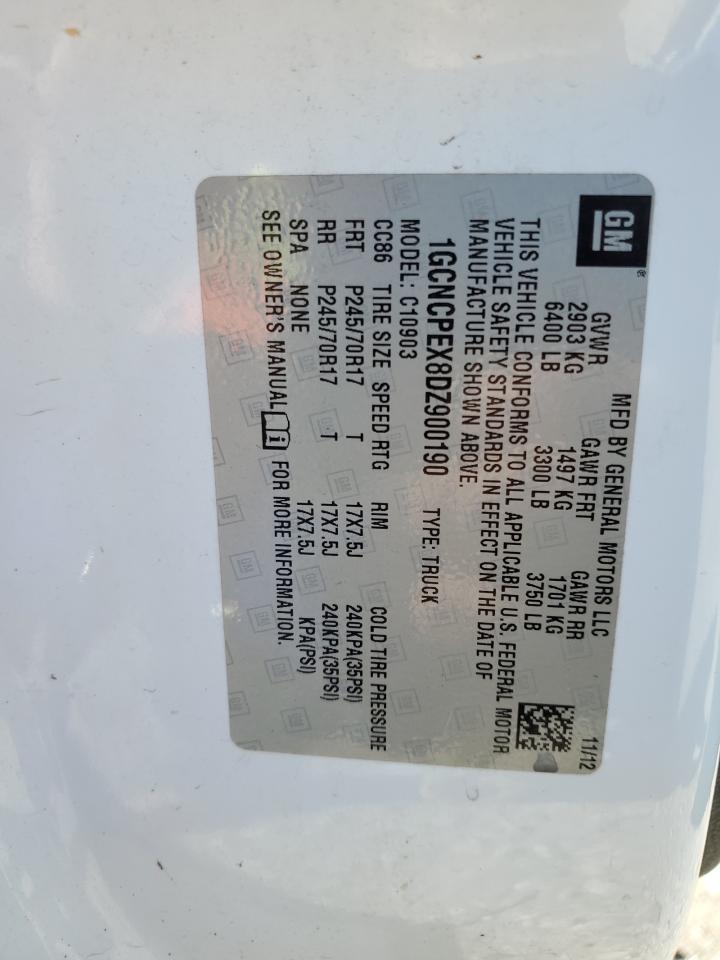 GM®
MFD BY GENERAL MOTORS LLC 11/12
GVWR GAWR FRT GAWR RR
2903 KG 1497 KG 1701 KG
6400 LB 3300 LB 3750 LB
THIS VEHICLE CONFORMS TO ALL APPLICABLE U.S. FEDERAL MOTOR
VEHICLE SAFETY STANDARDS IN EFFECT ON THE DATE OF
MANUFACTURE SHOWN ABOVE.
1GCNCPEX8DZ900190 TYPE: TRUCK
MODEL: C10903
CC86 TIRE SIZE SPEED RTG RIM COLD TIRE PRESSURE
FRT P245/70R17 T 17X7.5J 240KPA(35PSI)
RR P245/70R17 T 17X7.5J 240KPA(35PSI)
SPA NONE 17X7.5J KPA(PSI)
SEE OWNER'S MANUAL FOR MORE INFORMATION.